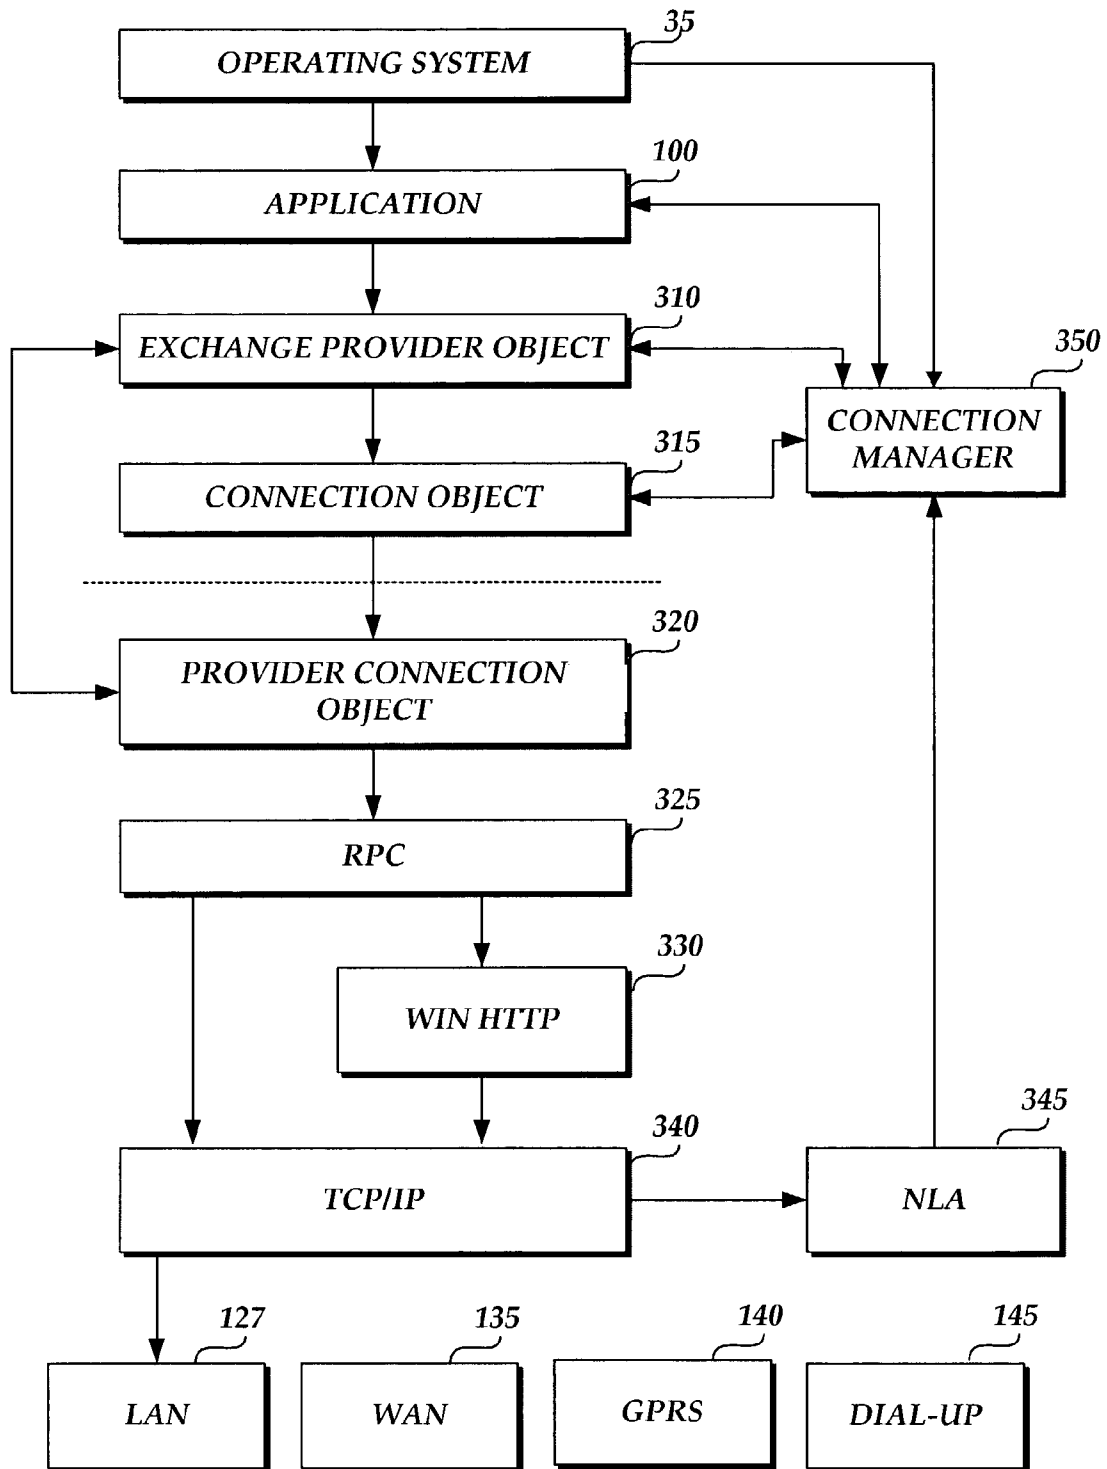 35
OPERATING SYSTEM
100
APPLICATION
310
EXCHANGE PROVIDER OBJECT
350
CONNECTION
MANAGER
315
CONNECTION OBJECT
320
PROVIDER CONNECTION
OBJECT
325
RPC
330
WIN HTTP
340
TCP/IP
345
NLA
127
LAN
135
WAN
140
GPRS
145
DIAL-UP